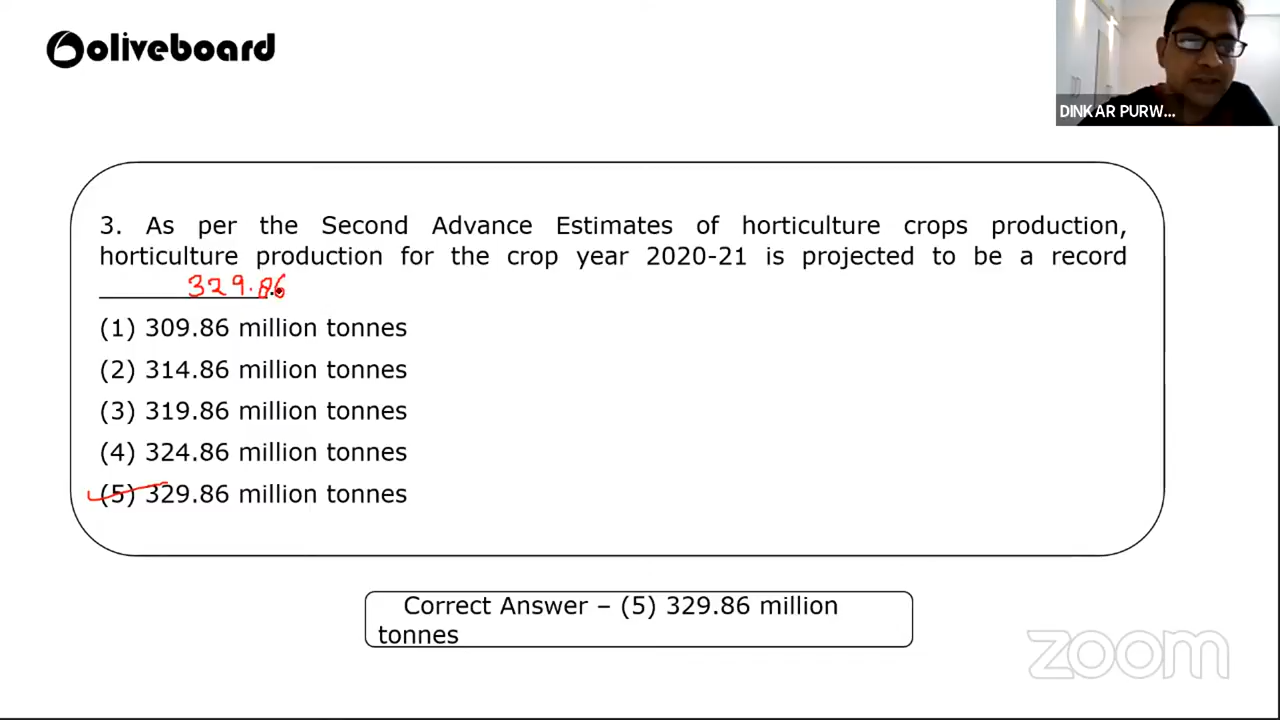 oliveboard
DINKAR PURW...
3. As per the Second Advance Estimates of horticulture crops production,
horticulture production for the crop year 2020-21 is projected to be a record
____________. 329.86
(1) 309.86 million tonnes
(2) 314.86 million tonnes
(3) 319.86 million tonnes
(4) 324.86 million tonnes
(5) 329.86 million tonnes
Correct Answer – (5) 329.86 million
tonnes
zoom